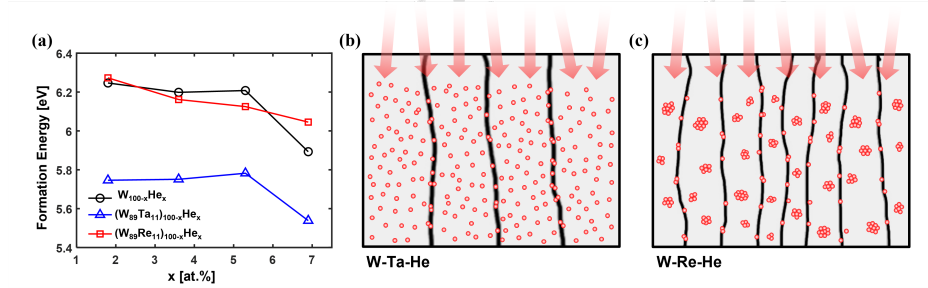 (a)
6.4
6.2
6
5.8
5.6
5.4
Formation Energy [eV]
W100-xHex
(W89Ta11)100-xHex
(W89Re11)100-xHex
1 2 3 4 5 6 7
x [at.%]
(b)
W-Ta-He
(c)
W-Re-He